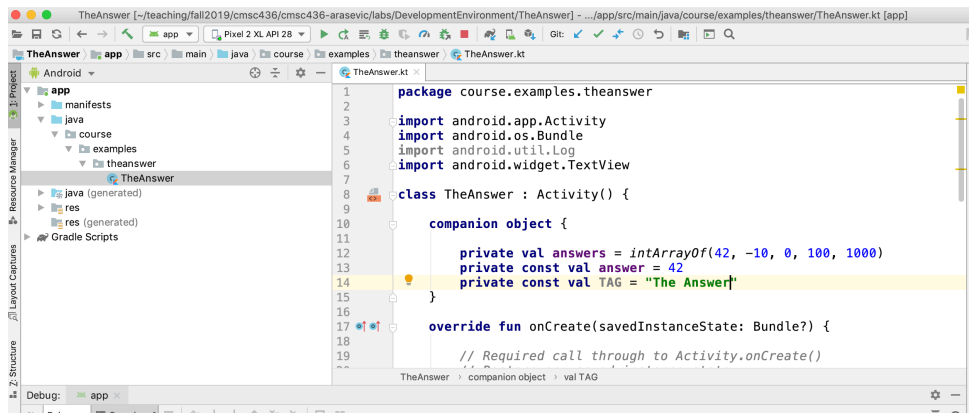 TheAnswer [~/teaching/fall2019/cmsc436/cmsc436-arasevic/labs/DevelopmentEnvironment/TheAnswer] - .../app/src/main/java/course/examples/theanswer/TheAnswer.kt [app]
app Pixel 2 XL API 28 Git:
TheAnswer app src main java course examples theanswer TheAnswer.kt
1: Project
Resource Manager
Layout Captures
Z: Structure
Android
app
manifests
java
course
examples
theanswer
TheAnswer
java (generated)
res
res (generated)
Gradle Scripts
TheAnswer.kt
1 package course.examples.theanswer
2
3 import android.app.Activity
4 import android.os.Bundle
5 import android.util.Log
6 import android.widget.TextView
7
8 class TheAnswer : Activity() {
9
10 companion object {
11
12 private val answers = intArrayOf(42, -10, 0, 100, 1000)
13 private const val answer = 42
14 private const val TAG = "The Answer"
15 }
16
17 override fun onCreate(savedInstanceState: Bundle?) {
18
19 // Required call through to Activity.onCreate()
TheAnswer › companion object › val TAG
Debug: app